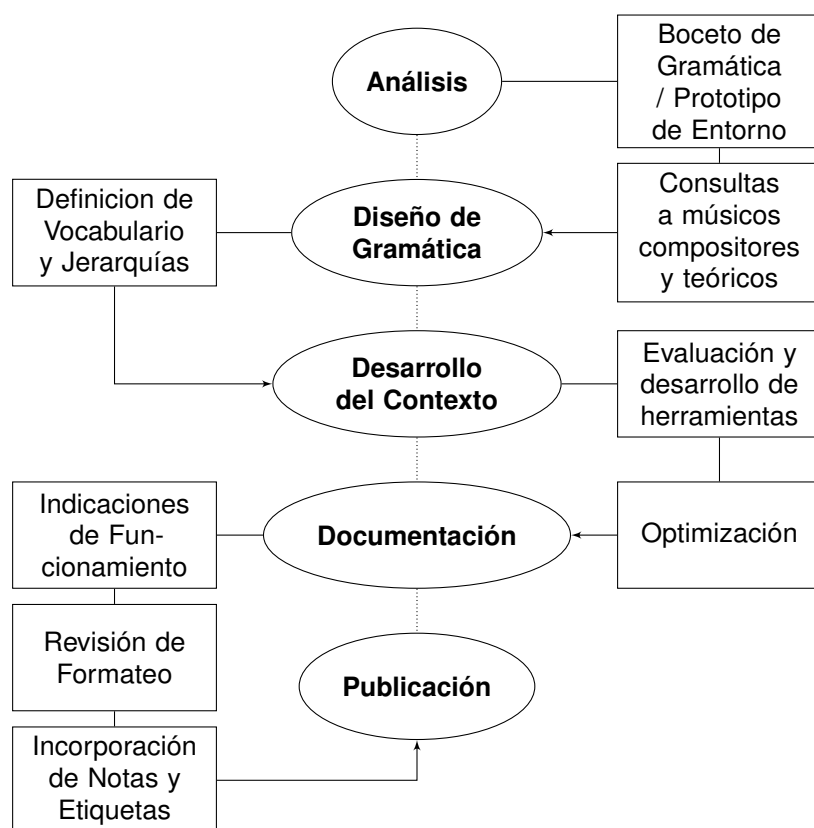 Análisis
Boceto de
Gramática
/ Prototipo
de Entorno
Definicion de
Vocabulario
y Jerarquías
Diseño de
Gramática
Consultas
a músicos
compositores
y teóricos
Desarrollo
del Contexto
Evaluación y
desarrollo de
herramientas
Indicaciones
de Fun-
cionamiento
Documentación
Optimización
Revisión de
Formateo
Publicación
Incorporación
de Notas y
Etiquetas